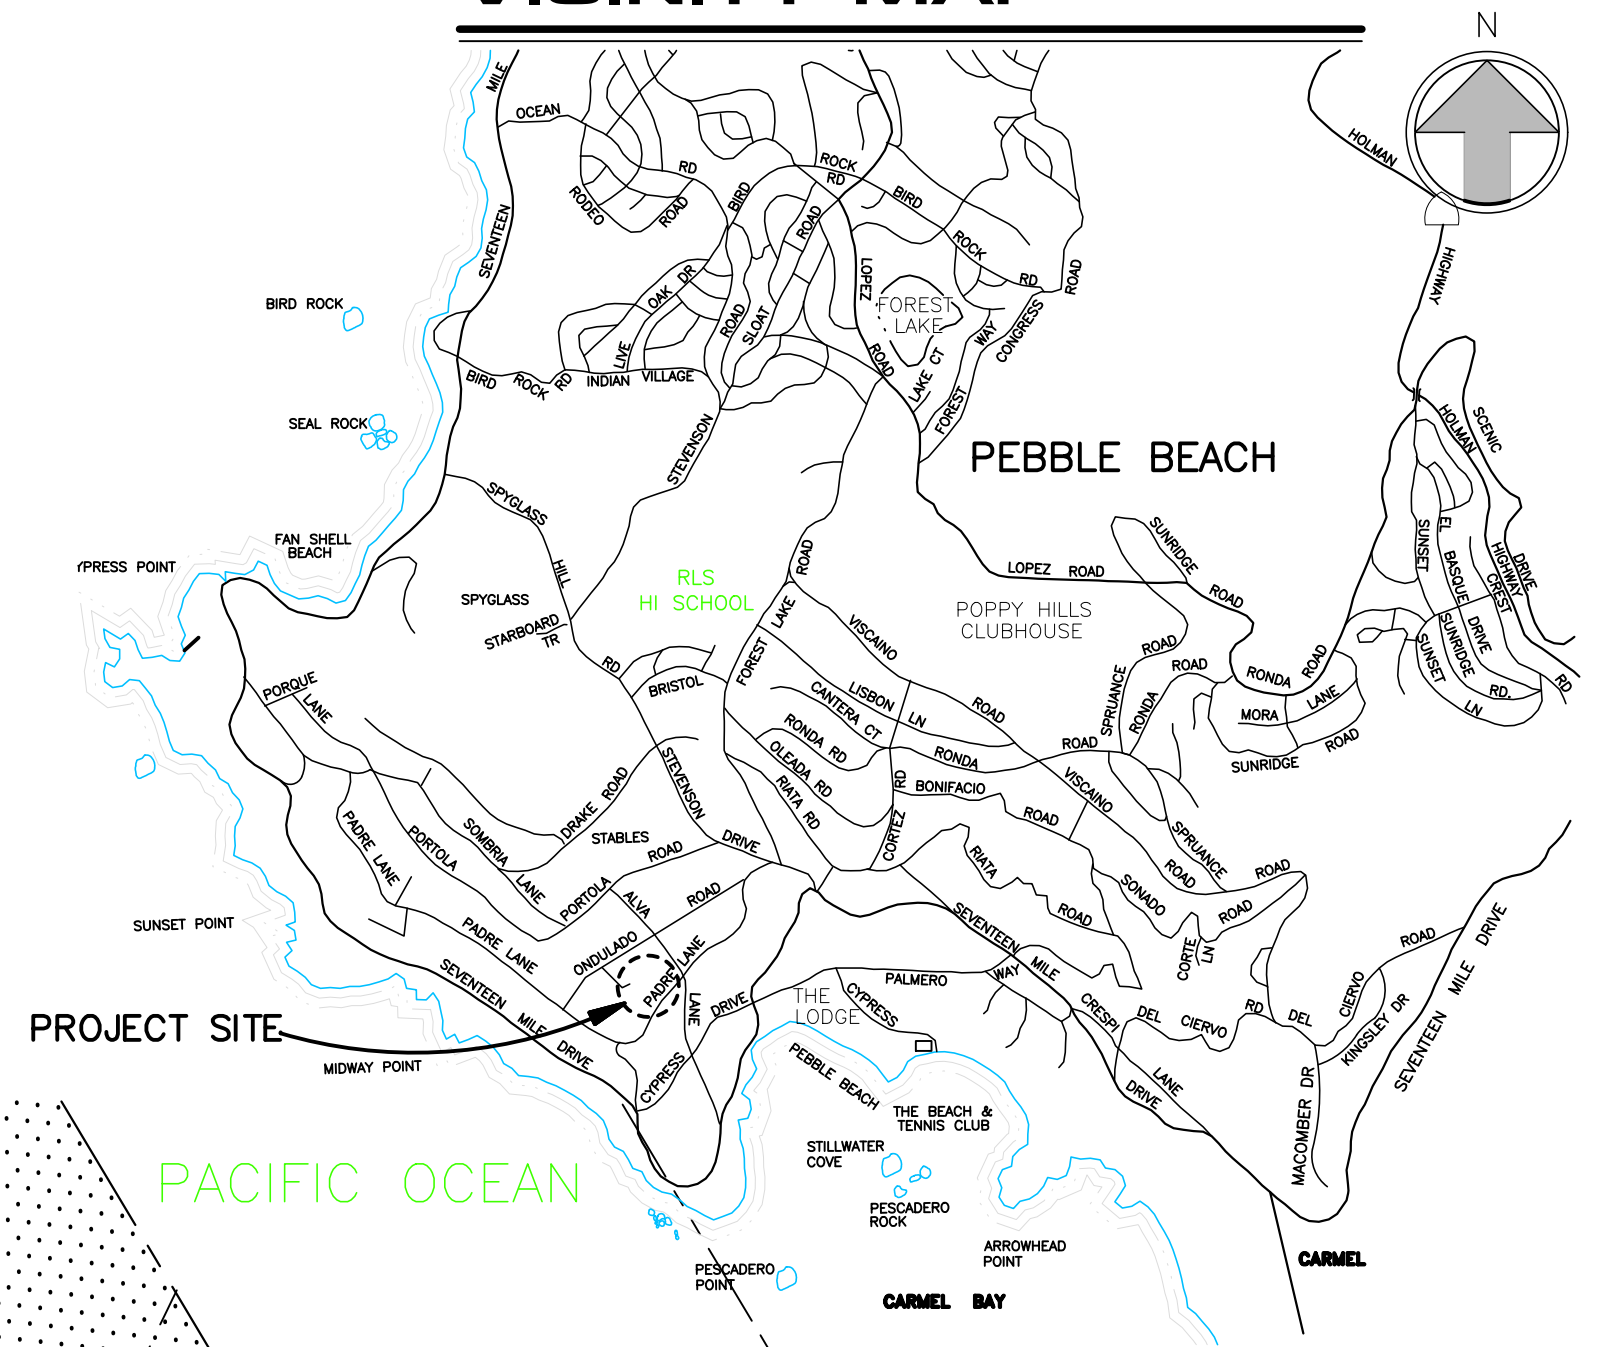 VICINITY MAP
N
MILE
OCEAN
HOLMAN
RD
ROCK
RD
BIRD
BIRD
RODEO
ROAD
ROAD
SEVENTEEN
ROCK
HIGHWAY
OAK DR
LOPEZ
RD
ROAD
BIRD ROCK
FOREST
LAKE
ROAD
SLOAT
WAY
CONGRESS
LIVE
ROAD
LAKE CT
BIRD ROCK RD
INDIAN VILLAGE
FOREST
SEAL ROCK
STEVENSON
HOLMAN
SCENIC
PEBBLE BEACH
SPYGLASS
FAN SHELL
BEACH
YPRESS POINT
HILL
ROAD
SUNRIDGE
SUNSET
EL
BASQUE
HIGHWAY
DRIVE
CREST
LOPEZ ROAD
RLS
HI SCHOOL
SPYGLASS
LAKE
ROAD
POPPY HILLS
CLUBHOUSE
STARBOARD
TR
VISCAINO
SUNRIDGE
DRIVE
SUNSET
RD
FOREST
ROAD
ROAD
ROAD
PORQUE
LANE
BRISTOL
LISBON LN
CANTERA CT
ROAD
SPRUANCE
RONDA
RONDA
MORA LANE
RD.
LN
RD
RONDA RD
OLEADA RD
RONDA
ROAD
ROAD
SUNRIDGE
STEVENSON
RIATA RD
RD
BONIFACIO
VISCAINO
DRAKE ROAD
ROAD
PADRE LANE
PORTOLA
SOMBRIA
LANE
STABLES
ROAD
DRIVE
CORTEZ
SPRUANCE
RIATA
ROAD
ROAD
SONADO
PORTOLA
ALVA
ROAD
SUNSET POINT
PADRE LANE
ONDULADO
SEVENTEEN
ROAD
ROAD
ROAD
DRIVE
LANE
CORTE
LN
MILE
SEVENTEEN
PADRE
MILE
WAY
PALMERO
CIERVO
THE
LODGE
CYPRESS
LANE
DRIVE
CRESPI
DEL CIERVO RD
DEL
KINGSLEY DR
PROJECT SITE
MILE
DRIVE
SEVENTEEN
MIDWAY POINT
CYPRESS
PEBBLE BEACH
LANE
DRIVE
MACOMBER DR
THE BEACH &
TENNIS CLUB
STILLWATER
COVE
PACIFIC OCEAN
PESCADERO
ROCK
ARROWHEAD
POINT
CARMEL
PESCADERO
POINT
CARMEL BAY